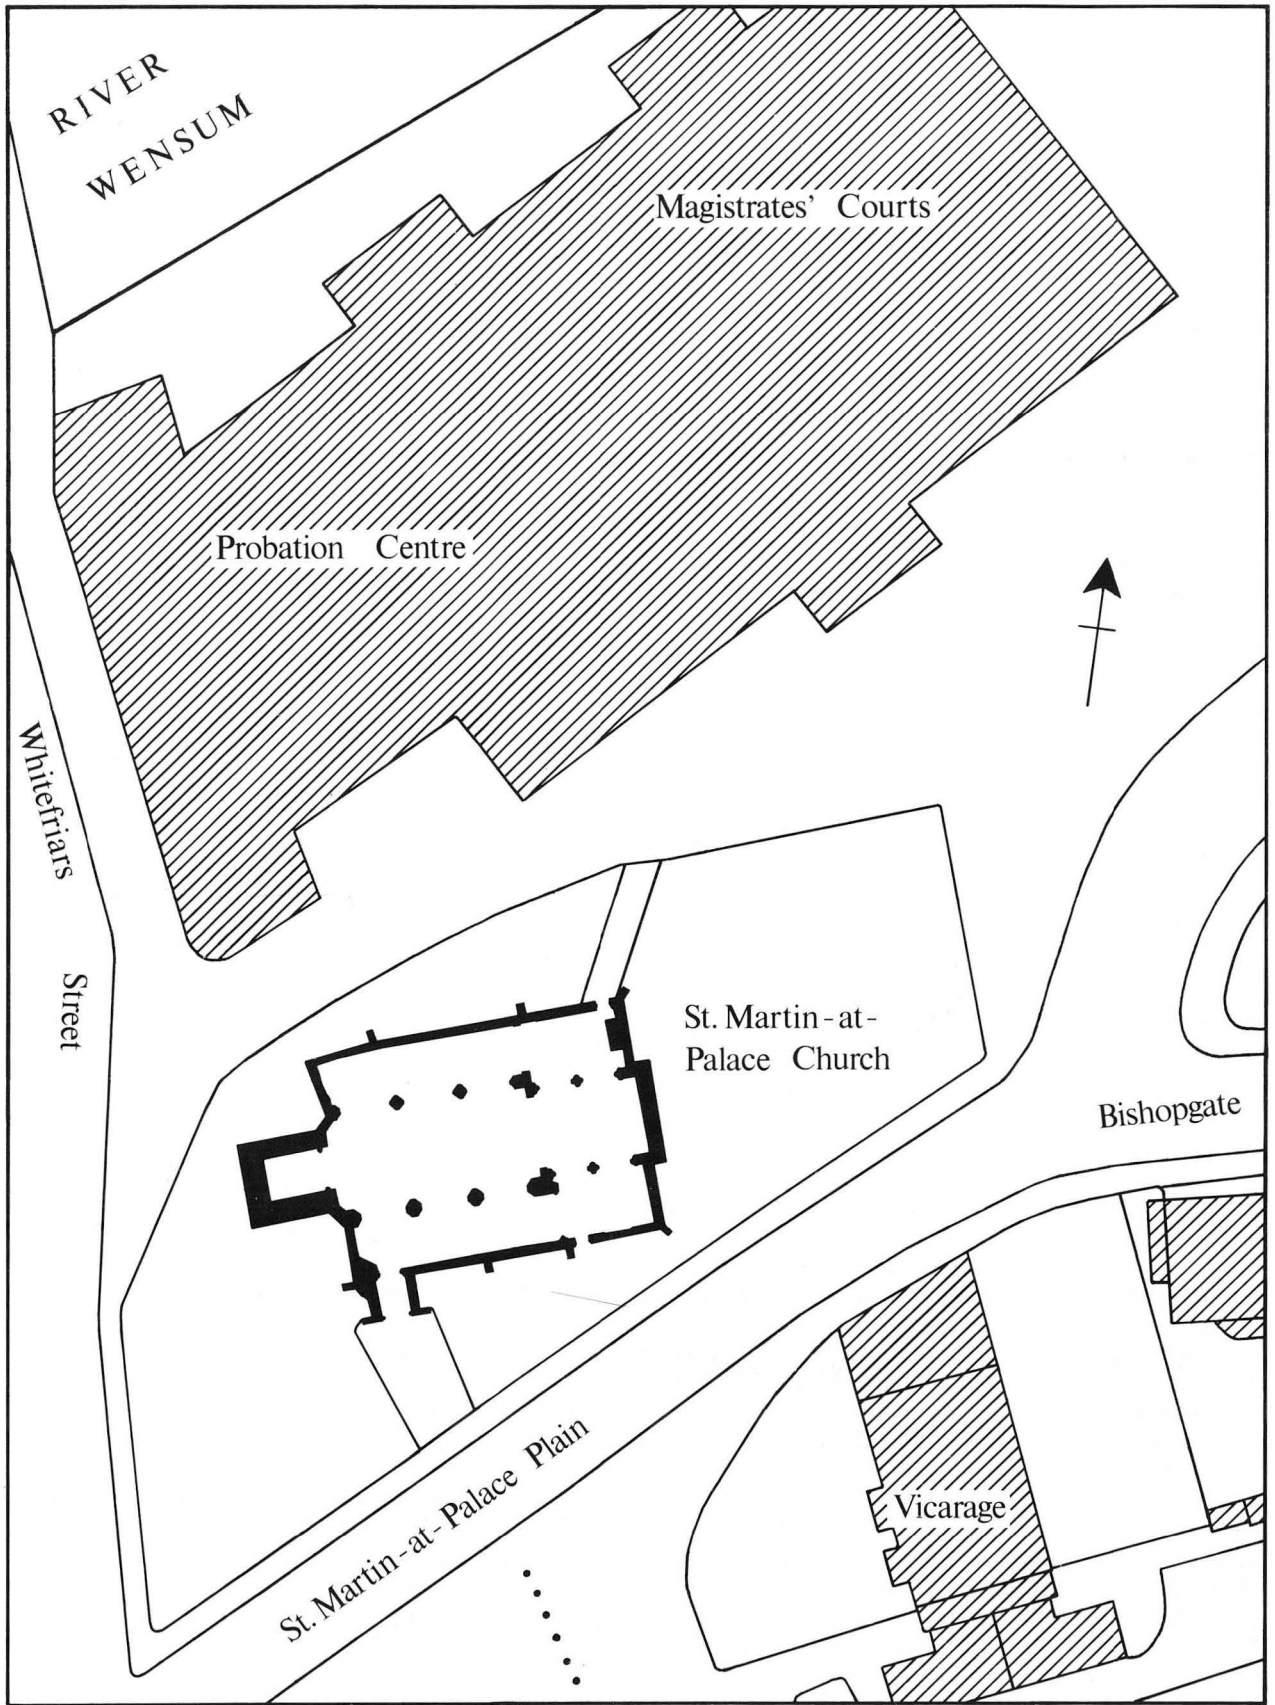 RIVER
WENSUM
Magistrates' Courts
Probation Centre
Whitefriars
Street
St. Martin-at-
Palace Church
Bishopgate
St. Martin-at-Palace Plain
Vicarage